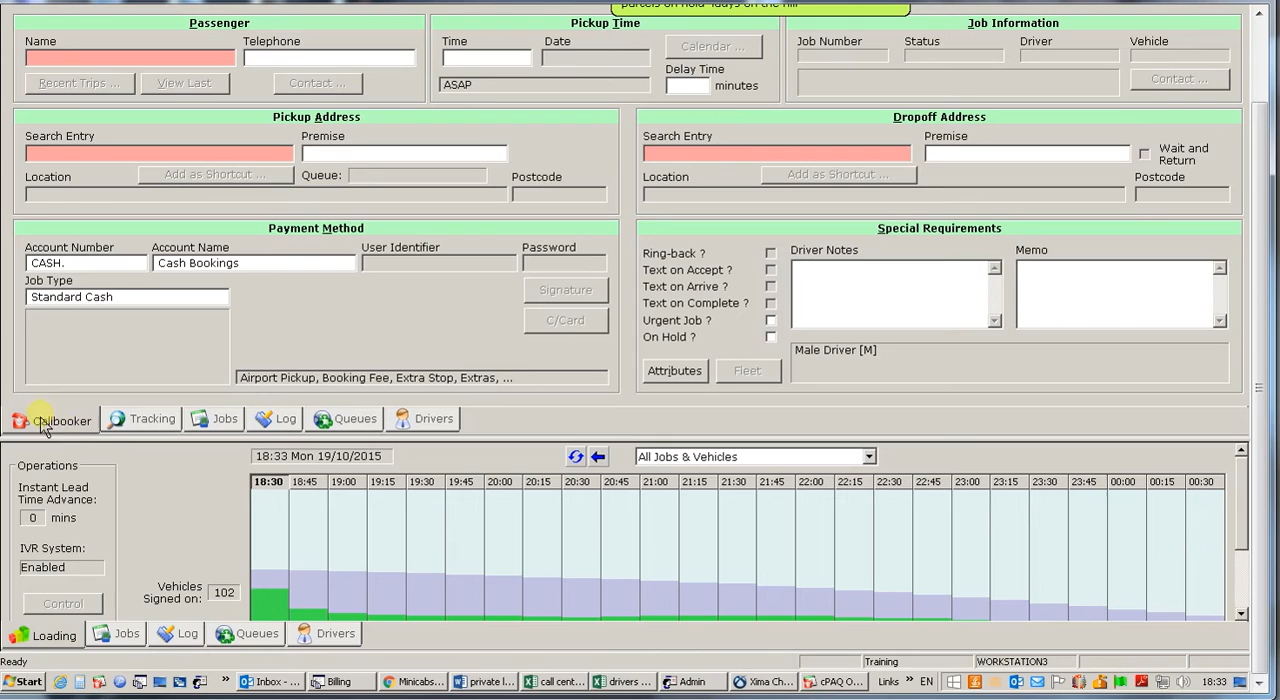 Passenger
Pickup Time
Job Information
Name
Telephone
Time
Date
Calendar ...
Job Number
Status
Driver
Vehicle
Recent Trips ...
View Last
Contact ...
ASAP
Delay Time
minutes
Contact ...
Pickup Address
Dropoff Address
Search Entry
Premise
Search Entry
Premise
Wait and
Return
Location
Add as Shortcut ...
Queue:
Postcode
Location
Add as Shortcut ...
Postcode
Payment Method
Special Requirements
Account Number
Account Name
User Identifier
Password
CASH.
Cash Bookings
Job Type
Standard Cash
Signature
C/Card
Airport Pickup, Booking Fee, Extra Stop, Extras, ...
Ring-back ?
Text on Accept ?
Text on Arrive ?
Text on Complete ?
Urgent Job ?
On Hold ?
Driver Notes
Memo
Attributes
Fleet
Male Driver [M]
Callbooker
Tracking
Jobs
Log
Queues
Drivers
Operations
Instant Lead
Time Advance:
0 mins
IVR System:
Enabled
Control
18:33 Mon 19/10/2015
All Jobs & Vehicles
18:30 18:45 19:00 19:15 19:30 19:45 20:00 20:15 20:30 20:45 21:00 21:15 21:30 21:45 22:00 22:15 22:30 22:45 23:00 23:15 23:30 23:45 00:00 00:15 00:30
Vehicles
Signed on: 102
Loading
Jobs
Log
Queues
Drivers
Ready
Training
WORKSTATION3
Start
»
Inbox - ...
Billing
Minicabs...
private l...
call cent...
drivers ...
Admin
Xima Ch...
cPAQ O...
Links » EN
18:33